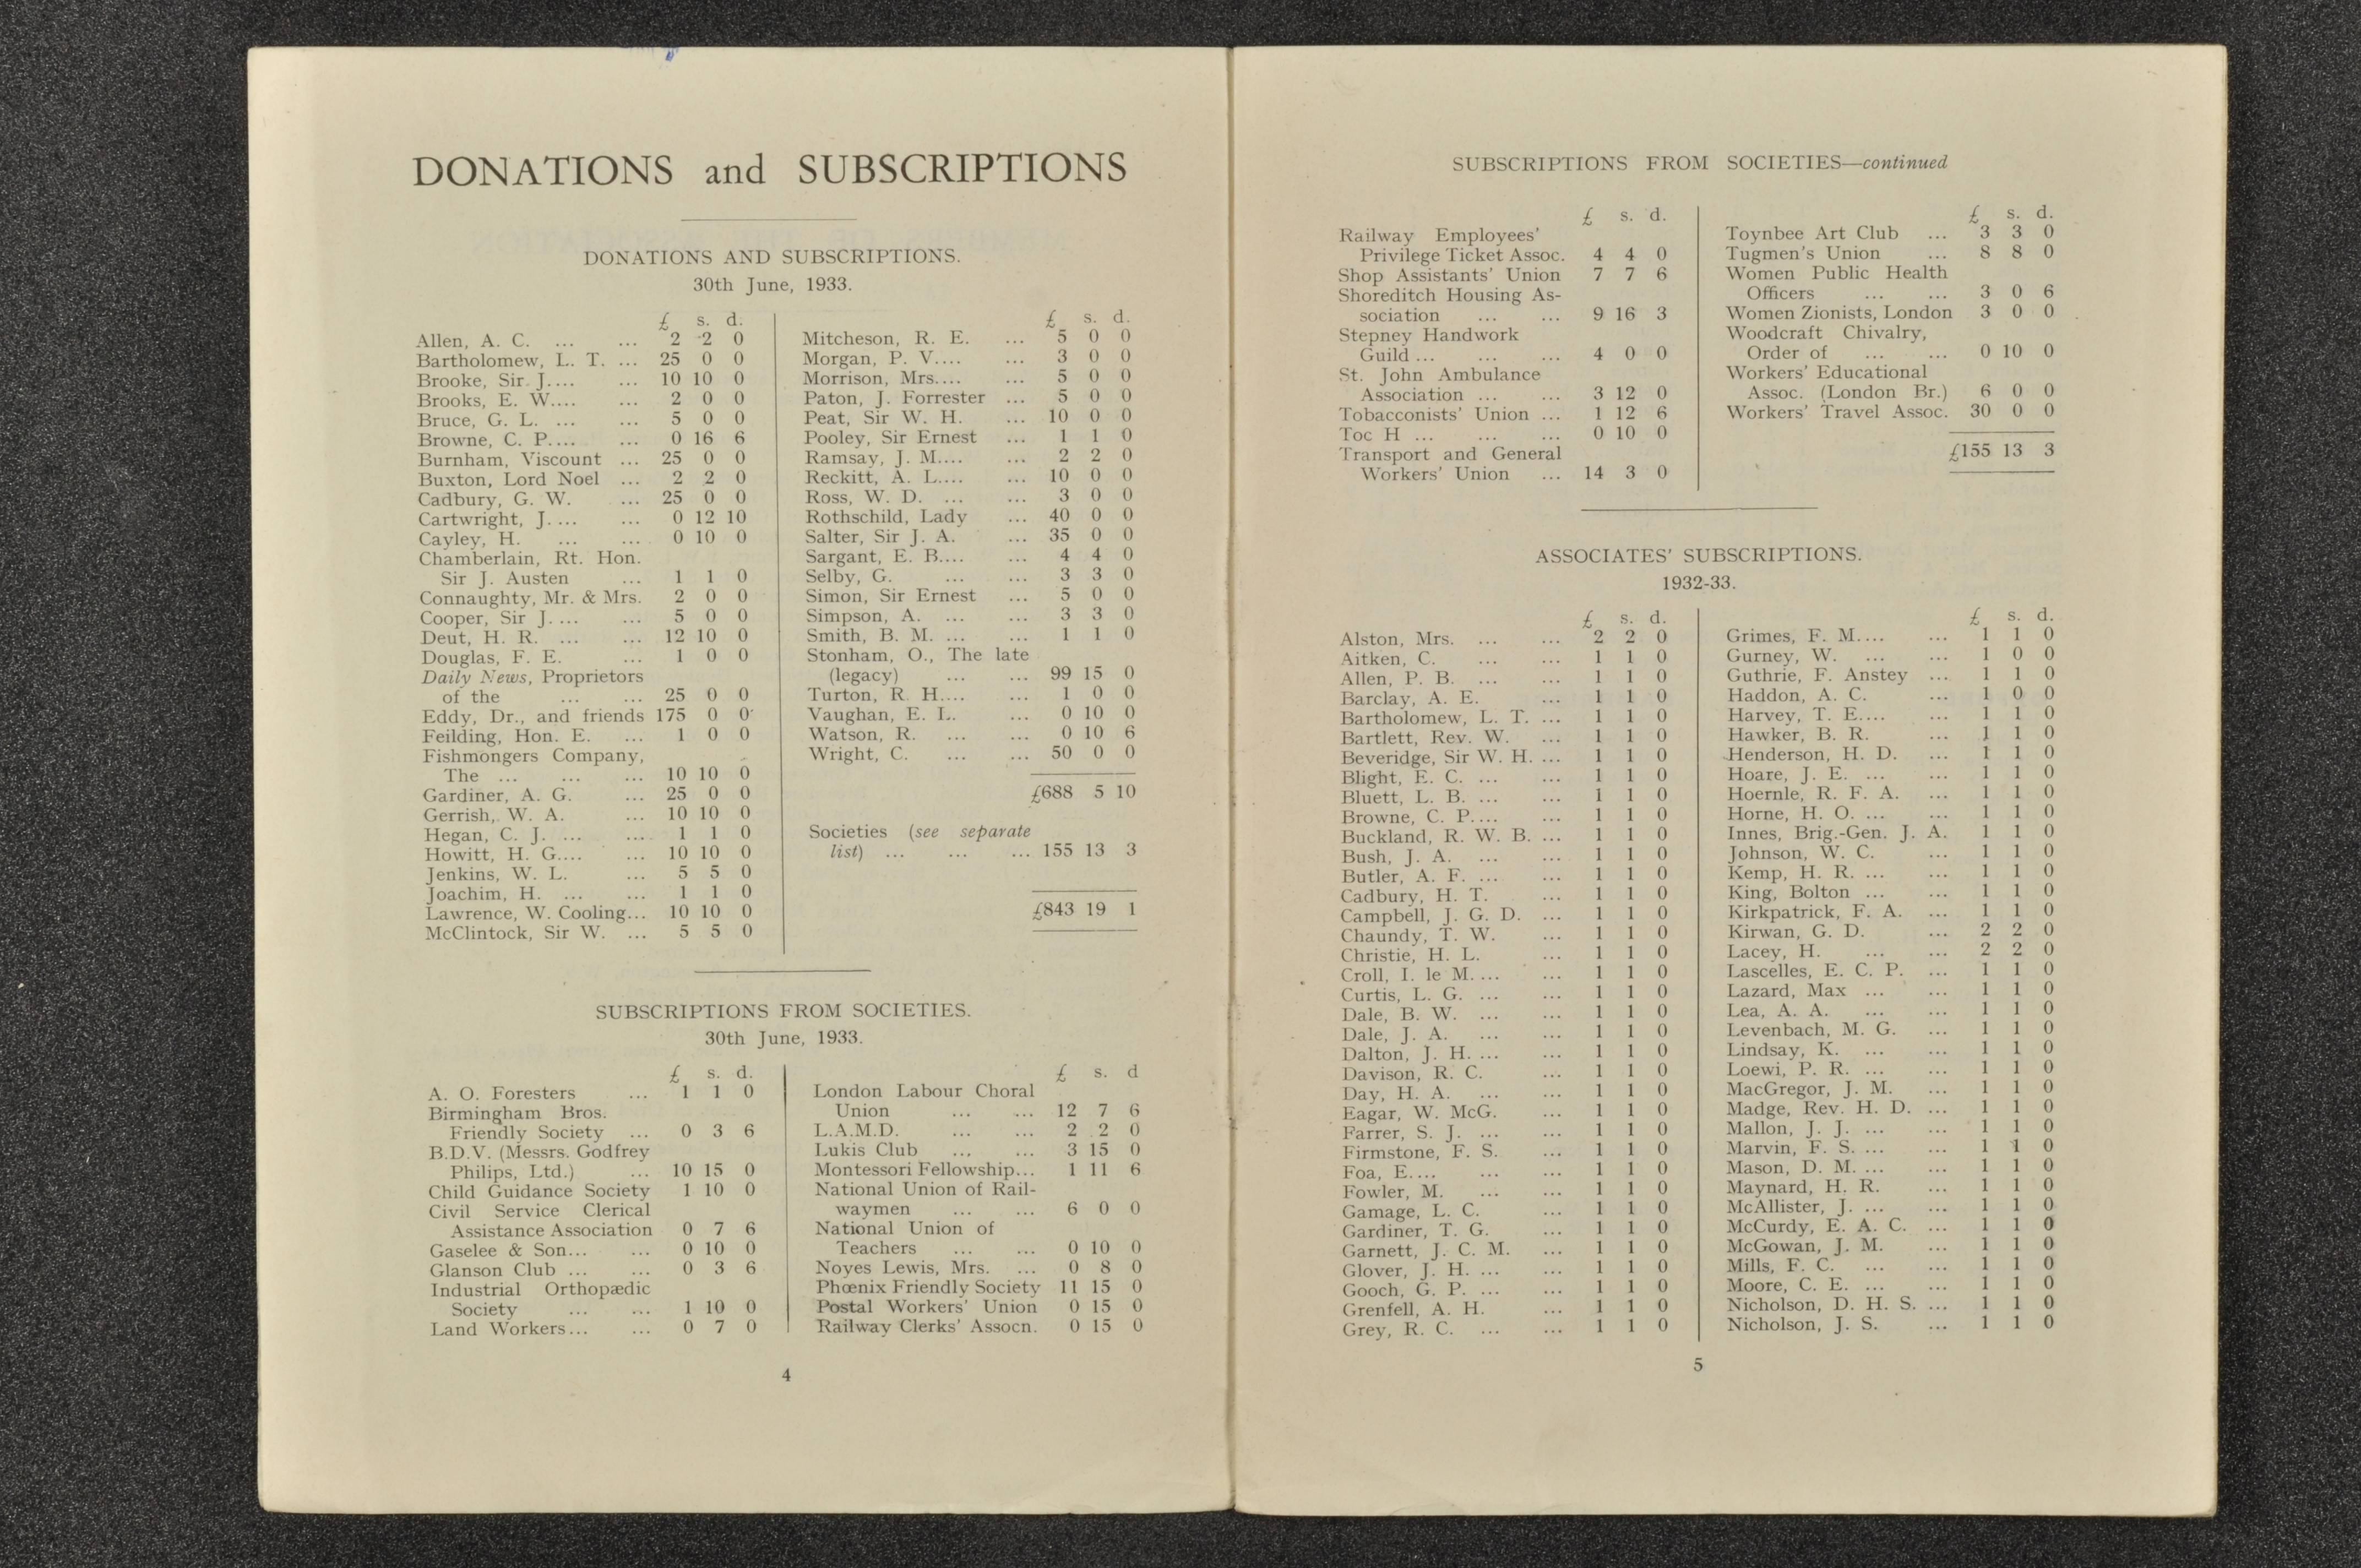 DONATIONS and SUBSCRIPTIONS
DONATIONS AND SUBSCRIPTIONS.
30th June, 1933.
£ s. d.
Allen, A. C. ... ... 2 2 0
Bartholomew, L. T. ... 25 0 0
Brooke, Sir J.... ... 10 10 0
Brooks, E. W.... ... 2 0 0
Bruce, G. L. ... ... 5 0 0
Browne, C. P.... ... 0 16 6
Burnham, Viscount ... 25 0 0
Buxton, Lord Noel ... 2 2 0
Cadbury, G. W. ... 25 0 0
Cartwright, J.... ... 0 12 10
Cayley, H. ... ... 0 10 0
Chamberlain, Rt. Hon.
Sir J. Austen ... 1 1 0
Connaughty, Mr. & Mrs. 2 0 0
Cooper, Sir J.... ... 5 0 0
Deut, H. R. ... ... 12 10 0
Douglas, F. E. ... 1 0 0
Daily News, Proprietors
of the ... ... 25 0 0
Eddy, Dr., and friends 175 0 0
Feilding, Hon. E. ... 1 0 0
Fishmongers Company,
The ... ... ... 10 10 0
Gardiner, A. G. ... 25 0 0
Gerrish, W. A. ... 10 10 0
Hegan, C. J. ... ... 1 1 0
Howitt, H. G.... ... 10 10 0
Jenkins, W. L. ... 5 5 0
Joachim, H. ... ... 1 1 0
Lawrence, W. Cooling... 10 10 0
McClintock, Sir W. ... 5 5 0
£ s. d.
Mitcheson, R. E. ... 5 0 0
Morgan, P. V.... ... 3 0 0
Morrison, Mrs.... ... 5 0 0
Paton, J. Forrester ... 5 0 0
Peat, Sir W. H. ... 10 0 0
Pooley, Sir Ernest ... 1 1 0
Ramsay, J. M.... ... 2 2 0
Reckitt, A. L.... ... 10 0 0
Ross, W. D. ... ... 3 0 0
Rothschild, Lady ... 40 0 0
Salter, Sir J. A. ... 35 0 0
Sargant, E. B.... ... 4 4 0
Selby, G. ... ... 3 3 0
Simon, Sir Ernest ... 5 0 0
Simpson, A. ... ... 3 3 0
Smith, B. M. ... ... 1 1 0
Stonham, O., The late
(legacy) ... ... 99 15 0
Turton, R. H.... ... 1 0 0
Vaughan, E. L. ... 0 10 0
Watson, R. ... ... 0 10 6
Wright, C. ... ... 50 0 0
£688 5 10
Societies (see separate
list) ... ... ... 155 13 3
£843 19 1
SUBSCRIPTIONS FROM SOCIETIES.
30th June, 1933.
£ s. d.
A. O. Foresters ... 1 1 0
Birmingham Bros.
Friendly Society ... 0 3 6
B.D.V. (Messrs. Godfrey
Philips, Ltd.) ... 10 15 0
Child Guidance Society 1 10 0
Civil Service Clerical
Assistance Association 0 7 6
Gaselee & Son... ... 0 10 0
Glanson Club ... ... 0 3 6
Industrial Orthopædic
Society ... ... 1 10 0
Land Workers... ... 0 7 0
£ s. d
London Labour Choral
Union ... ... 12 7 6
L.A.M.D. ... ... 2 2 0
Lukis Club ... ... 3 15 0
Montessori Fellowship... 1 11 6
National Union of Rail-
waymen ... ... 6 0 0
National Union of
Teachers ... ... 0 10 0
Noyes Lewis, Mrs. ... 0 8 0
Phœnix Friendly Society 11 15 0
Postal Workers' Union 0 15 0
Railway Clerks' Assocn. 0 15 0
4
SUBSCRIPTIONS FROM SOCIETIES—continued
£ s. d.
Railway Employees'
Privilege Ticket Assoc. 4 4 0
Shop Assistants' Union 7 7 6
Shoreditch Housing As-
sociation ... ... 9 16 3
Stepney Handwork
Guild ... ... ... 4 0 0
St. John Ambulance
Association ... ... 3 12 0
Tobacconists' Union ... 1 12 6
Toc H ... ... ... 0 10 0
Transport and General
Workers' Union ... 14 3 0
£ s. d.
Toynbee Art Club ... 3 3 0
Tugmen's Union ... 8 8 0
Women Public Health
Officers ... ... 3 0 6
Women Zionists, London 3 0 0
Woodcraft Chivalry,
Order of ... ... 0 10 0
Workers' Educational
Assoc. (London Br.) 6 0 0
Workers' Travel Assoc. 30 0 0
£155 13 3
ASSOCIATES' SUBSCRIPTIONS.
1932-33.
£ s. d.
Alston, Mrs. ... ... 2 2 0
Aitken, C. ... ... 1 1 0
Allen, P. B. ... ... 1 1 0
Barclay, A. E. ... 1 1 0
Bartholomew, L. T. ... 1 1 0
Bartlett, Rev. W. ... 1 1 0
Beveridge, Sir W. H. ... 1 1 0
Blight, E. C. ... ... 1 1 0
Bluett, L. B. ... ... 1 1 0
Browne, C. P.... ... 1 1 0
Buckland, R. W. B. ... 1 1 0
Bush, J. A. ... ... 1 1 0
Butler, A. F. ... ... 1 1 0
Cadbury, H. T. ... 1 1 0
Campbell, J. G. D. ... 1 1 0
Chaundy, T. W. ... 1 1 0
Christie, H. L. ... 1 1 0
Croll, I. le M. ... ... 1 1 0
Curtis, L. G. ... ... 1 1 0
Dale, B. W. ... ... 1 1 0
Dale, J. A. ... ... 1 1 0
Dalton, J. H. ... ... 1 1 0
Davison, R. C. ... 1 1 0
Day, H. A. ... ... 1 1 0
Eagar, W. McG. ... 1 1 0
Farrer, S. J. ... ... 1 1 0
Firmstone, F. S. ... 1 1 0
Foa, E.... ... ... 1 1 0
Fowler, M. ... ... 1 1 0
Gamage, L. C. ... 1 1 0
Gardiner, T. G. ... 1 1 0
Garnett, J. C. M. ... 1 1 0
Glover, J. H. ... ... 1 1 0
Gooch, G. P. ... ... 1 1 0
Grenfell, A. H. ... 1 1 0
Grey, R. C. ... ... 1 1 0
£ s. d.
Grimes, F. M.... ... 1 1 0
Gurney, W. ... ... 1 0 0
Guthrie, F. Anstey ... 1 1 0
Haddon, A. C. ... 1 0 0
Harvey, T. E.... ... 1 1 0
Hawker, B. R. ... 1 1 0
Henderson, H. D. ... 1 1 0
Hoare, J. E. ... ... 1 1 0
Hoernle, R. F. A. ... 1 1 0
Horne, H. O. ... ... 1 1 0
Innes, Brig.-Gen. J. A. 1 1 0
Johnson, W. C. ... 1 1 0
Kemp, H. R. ... ... 1 1 0
King, Bolton ... ... 1 1 0
Kirkpatrick, F. A. ... 1 1 0
Kirwan, G. D. ... 2 2 0
Lacey, H. ... ... 2 2 0
Lascelles, E. C. P. ... 1 1 0
Lazard, Max ... ... 1 1 0
Lea, A. A. ... ... 1 1 0
Levenbach, M. G. ... 1 1 0
Lindsay, K. ... ... 1 1 0
Loewi, P. R. ... ... 1 1 0
MacGregor, J. M. ... 1 1 0
Madge, Rev. H. D. ... 1 1 0
Mallon, J. J. ... ... 1 1 0
Marvin, F. S. ... ... 1 1 0
Mason, D. M. ... ... 1 1 0
Maynard, H. R. ... 1 1 0
McAllister, J. ... ... 1 1 0
McCurdy, E. A. C. ... 1 1 0
McGowan, J. M. ... 1 1 0
Mills, F. C. ... ... 1 1 0
Moore, C. E. ... ... 1 1 0
Nicholson, D. H. S. ... 1 1 0
Nicholson, J. S. ... 1 1 0
5